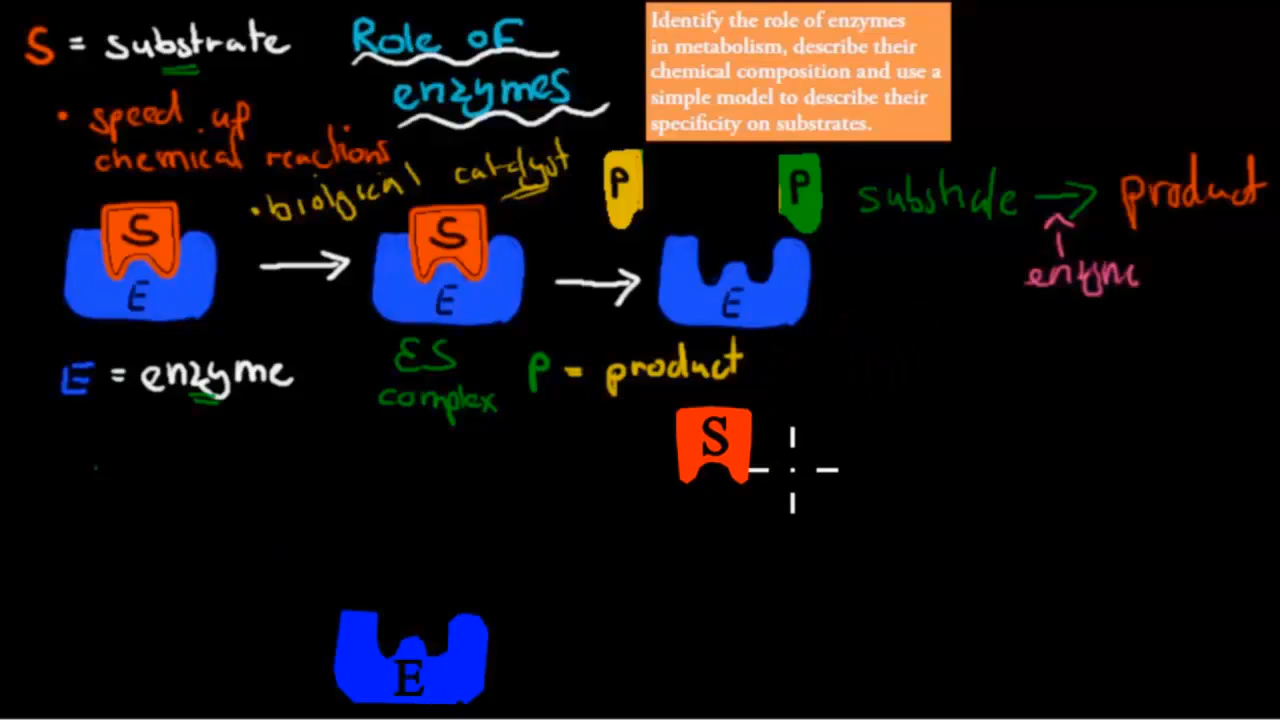 S = substrate
Role of
enzymes
Identify the role of enzymes
in metabolism, describe their
chemical composition and use a
simple model to describe their
specificity on substrates.
• speed up
chemical reactions
• biological catalyst
S
E
S
E
P
P
E
substrate → product
enzyme
E = enzyme
ES
complex
P = product
S
E